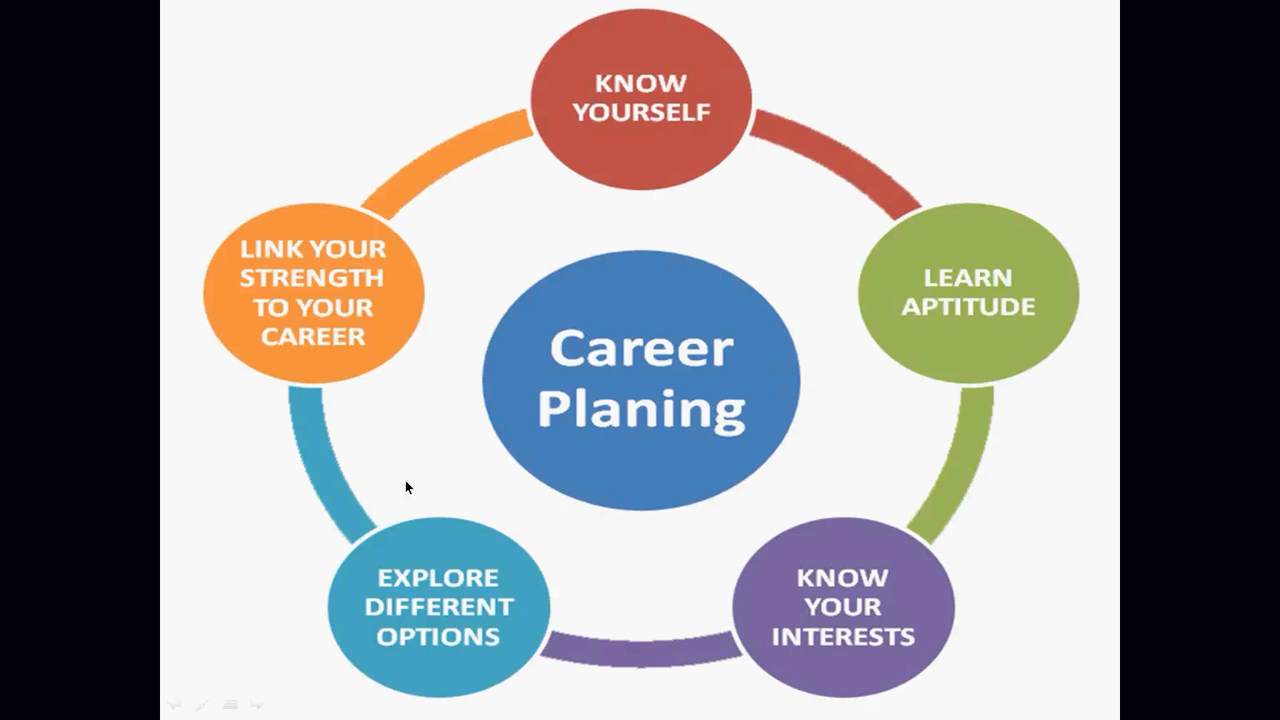 KNOW
YOURSELF
LEARN
APTITUDE
KNOW
YOUR
INTERESTS
EXPLORE
DIFFERENT
OPTIONS
LINK YOUR
STRENGTH
TO YOUR
CAREER
Career
Planing